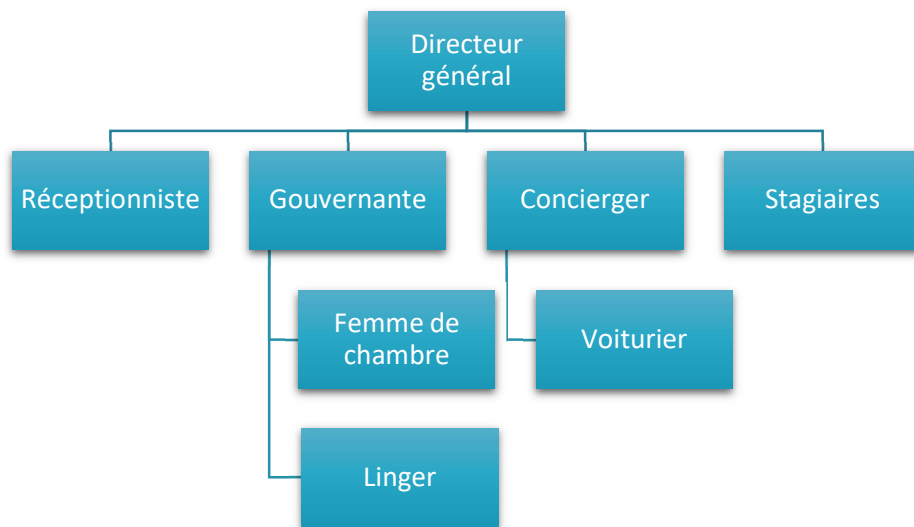 Directeur
général
Réceptionniste
Gouvernante
Concierger
Stagiaires
Femme de
chambre
Voiturier
Linger